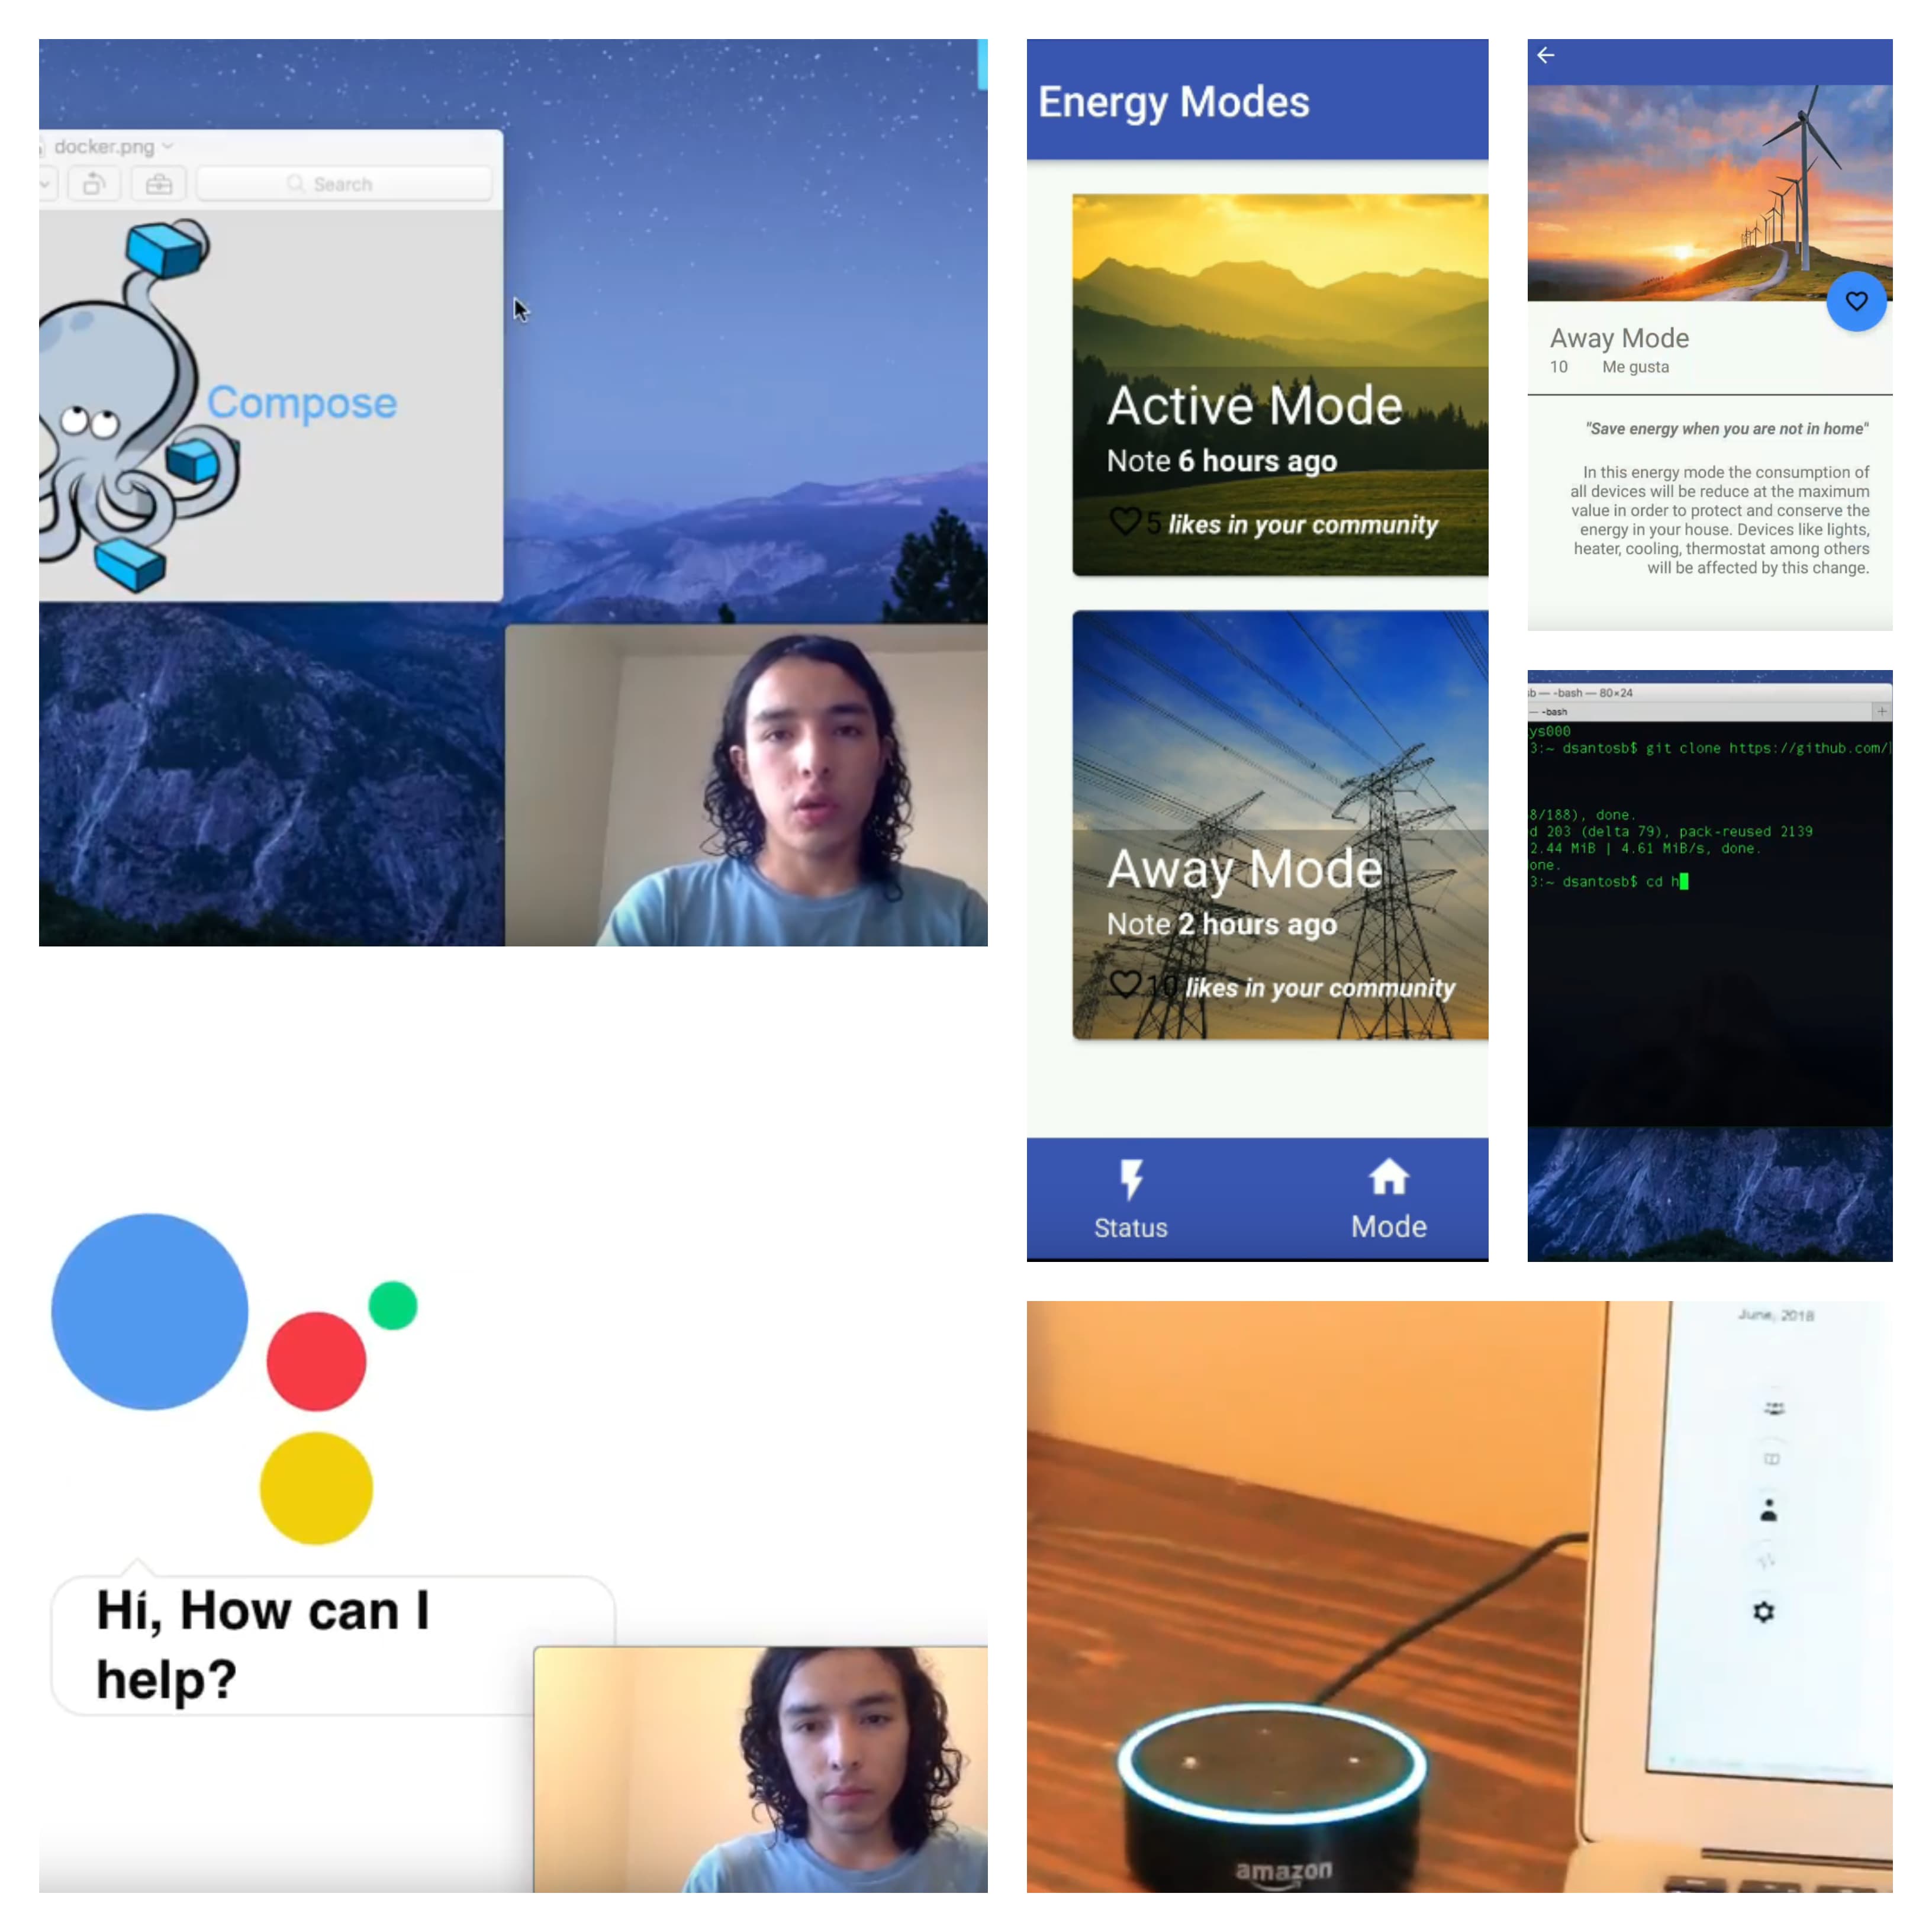 docker.png
Search
Compose
Energy Modes
Active Mode
Note 6 hours ago
5 likes in your community
Away Mode
Note 2 hours ago
10 likes in your community
Status
Mode
Away Mode
10 Me gusta
"Save energy when you are not in home"
In this energy mode the consumption of
all devices will be reduce at the maximum
value in order to protect and conserve the
energy in your house. Devices like lights,
heater, cooling, thermostat among others
will be affected by this change.
sb — -bash — 80×24
— -bash
ys000
3:~ dsantosb$ git clone https://github.com/
8/188), done.
d 203 (delta 79), pack-reused 2139
2.44 MiB | 4.61 MiB/s, done.
one.
3:~ dsantosb$ cd h
Hi, How can I
help?
June, 2018
amazon